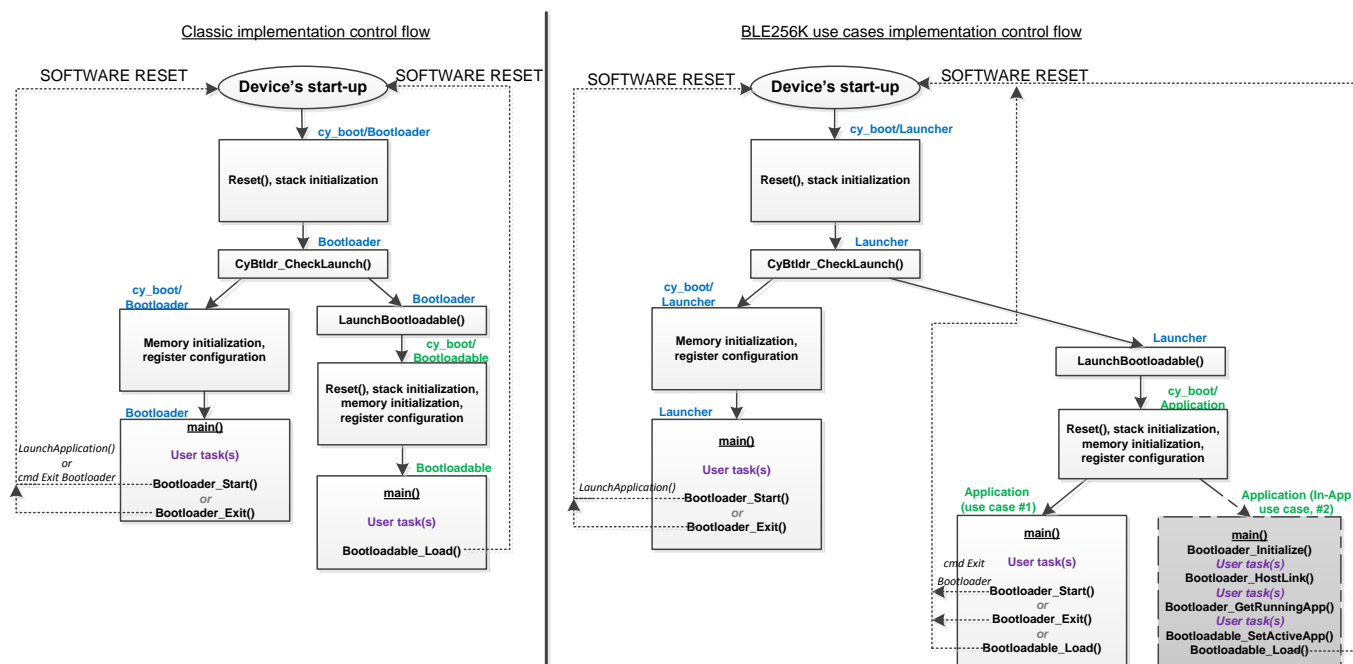 Classic implementation control flow
SOFTWARE RESET
SOFTWARE RESET
Device's start-up
cy_boot/Bootloader
Reset(), stack initialization
Bootloader
CyBtldr_CheckLaunch()
cy_boot/
Bootloader
Memory initialization,
register configuration
Bootloader
main()
User task(s)
LaunchApplication()
or
cmd Exit Bootloader
Bootloader_Start()
or
Bootloader_Exit()
Bootloader
LaunchBootloadable()
cy_boot/
Bootloadable
Reset(), stack initialization,
memory initialization,
register configuration
Bootloadable
main()
User task(s)
Bootloadable_Load()
BLE256K use cases implementation control flow
SOFTWARE RESET
SOFTWARE RESET
Device's start-up
cy_boot/Launcher
Reset(), stack initialization
Launcher
CyBtldr_CheckLaunch()
cy_boot/
Launcher
Memory initialization,
register configuration
Launcher
main()
User task(s)
LaunchApplication()
Bootloader_Start()
or
Bootloader_Exit()
Launcher
LaunchBootloadable()
cy_boot/
Application
Reset(), stack initialization,
memory initialization,
register configuration
Application
(use case #1)
main()
User task(s)
cmd Exit
Bootloader
Bootloader_Start()
or
Bootloader_Exit()
or
Bootloadable_Load()
Application (In-App
use case, #2)
main()
Bootloader_Initialize()
User task(s)
Bootloader_HostLink()
User task(s)
Bootloader_GetRunningApp()
User task(s)
Bootloadable_SetActiveApp()
Bootloadable_Load()